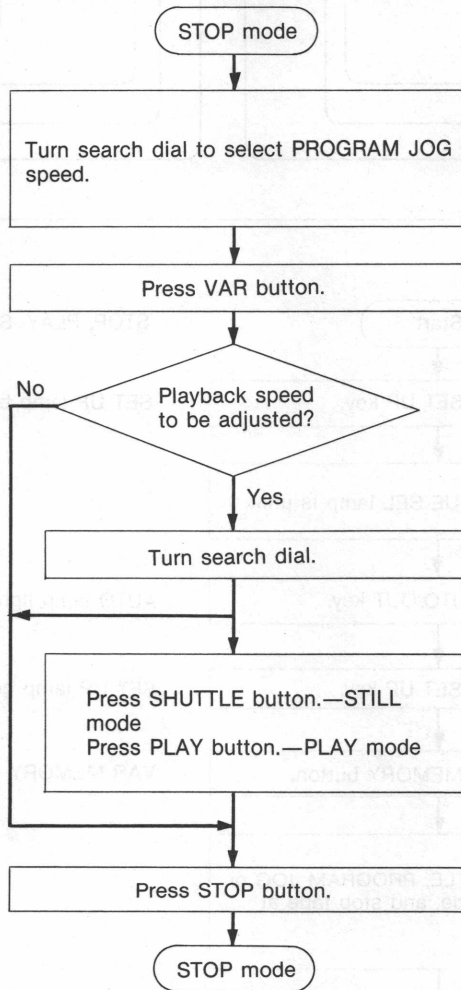 STOP mode
Turn search dial to select PROGRAM JOG
speed.
Press VAR button.
No
Playback speed
to be adjusted?
Yes
Turn search dial.
Press SHUTTLE button.—STILL
mode
Press PLAY button.—PLAY mode
Press STOP button.
STOP mode